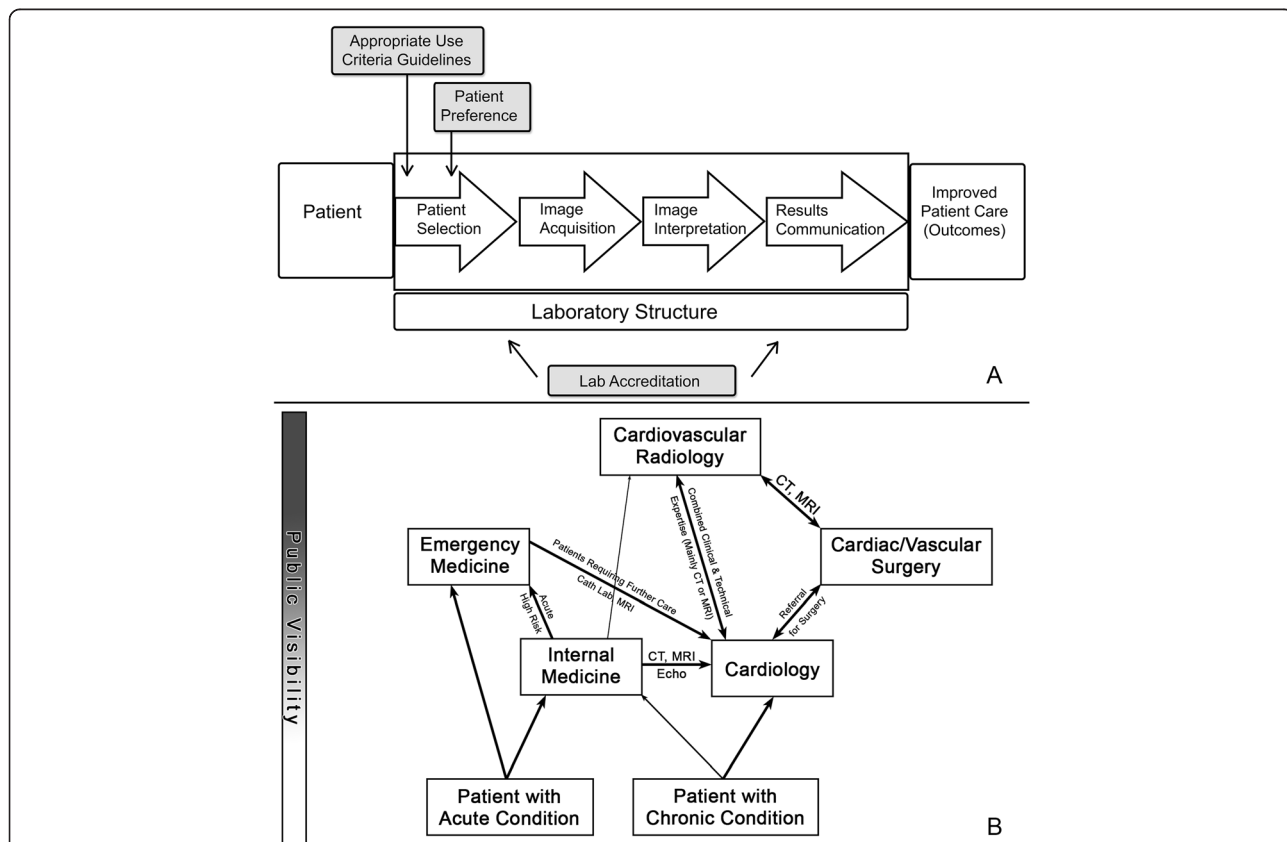 Appropriate Use
Criteria Guidelines
Patient
Preference
Patient
Patient
Selection
Image
Acquisition
Image
Interpretation
Results
Communication
Improved
Patient Care
(Outcomes)
Laboratory Structure
Lab Accreditation
A
Public Visibility
Cardiovascular
Radiology
CT, MRI
Combined Clinical & Technical
Expertise (Mainly CT or MRI)
Emergency
Medicine
Patients Requiring Further Care
Cath Lab, MRI
Cardiac/Vascular
Surgery
Acute
High Risk
Referral
for Surgery
Internal
Medicine
CT, MRI
Echo
Cardiology
Patient with
Acute Condition
Patient with
Chronic Condition
B